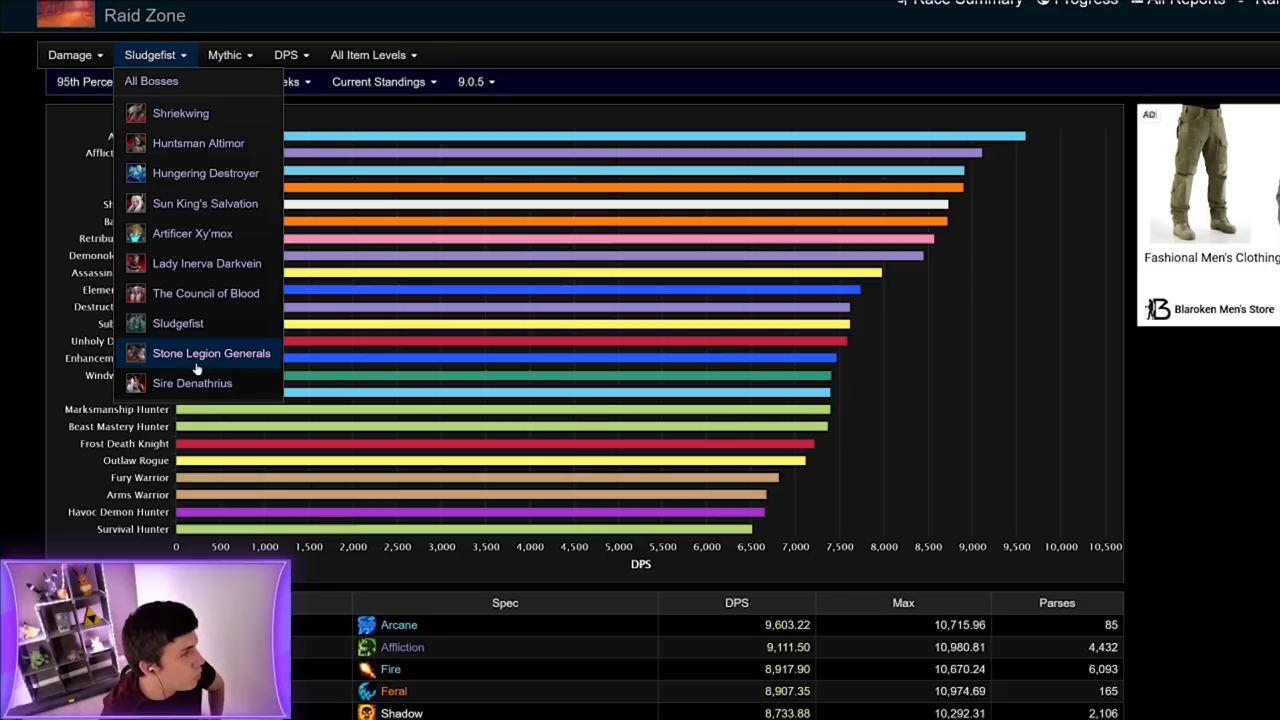 Raid Zone
Race Summary Progress All Reports
Damage Sludgefist Mythic DPS All Item Levels
95th Perce eks Current Standings 9.0.5
All Bosses
Shriekwing
Huntsman Altimor
Hungering Destroyer
Sun King's Salvation
Artificer Xy'mox
Lady Inerva Darkvein
The Council of Blood
Sludgefist
Stone Legion Generals
Sire Denathrius
A
Afflict
Sh
Ba
Retribu
Demonolo
Assassin
Elemen
Destruct
Sub
Unholy D
Enhancem
Windw
Marksmanship Hunter
Beast Mastery Hunter
Frost Death Knight
Outlaw Rogue
Fury Warrior
Arms Warrior
Havoc Demon Hunter
Survival Hunter
0 500 1,000 1,500 2,000 2,500 3,000 3,500 4,000 4,500 5,000 5,500 6,000 6,500 7,000 7,500 8,000 8,500 9,000 9,500 10,000 10,500
DPS
AD
Fashional Men's Clothing
Blaroken Men's Store
Spec DPS Max Parses
Arcane 9,603.22 10,715.96 85
Affliction 9,111.50 10,980.81 4,432
Fire 8,917.90 10,670.24 6,093
Feral 8,907.35 10,974.69 165
Shadow 8,733.88 10,292.31 2,106